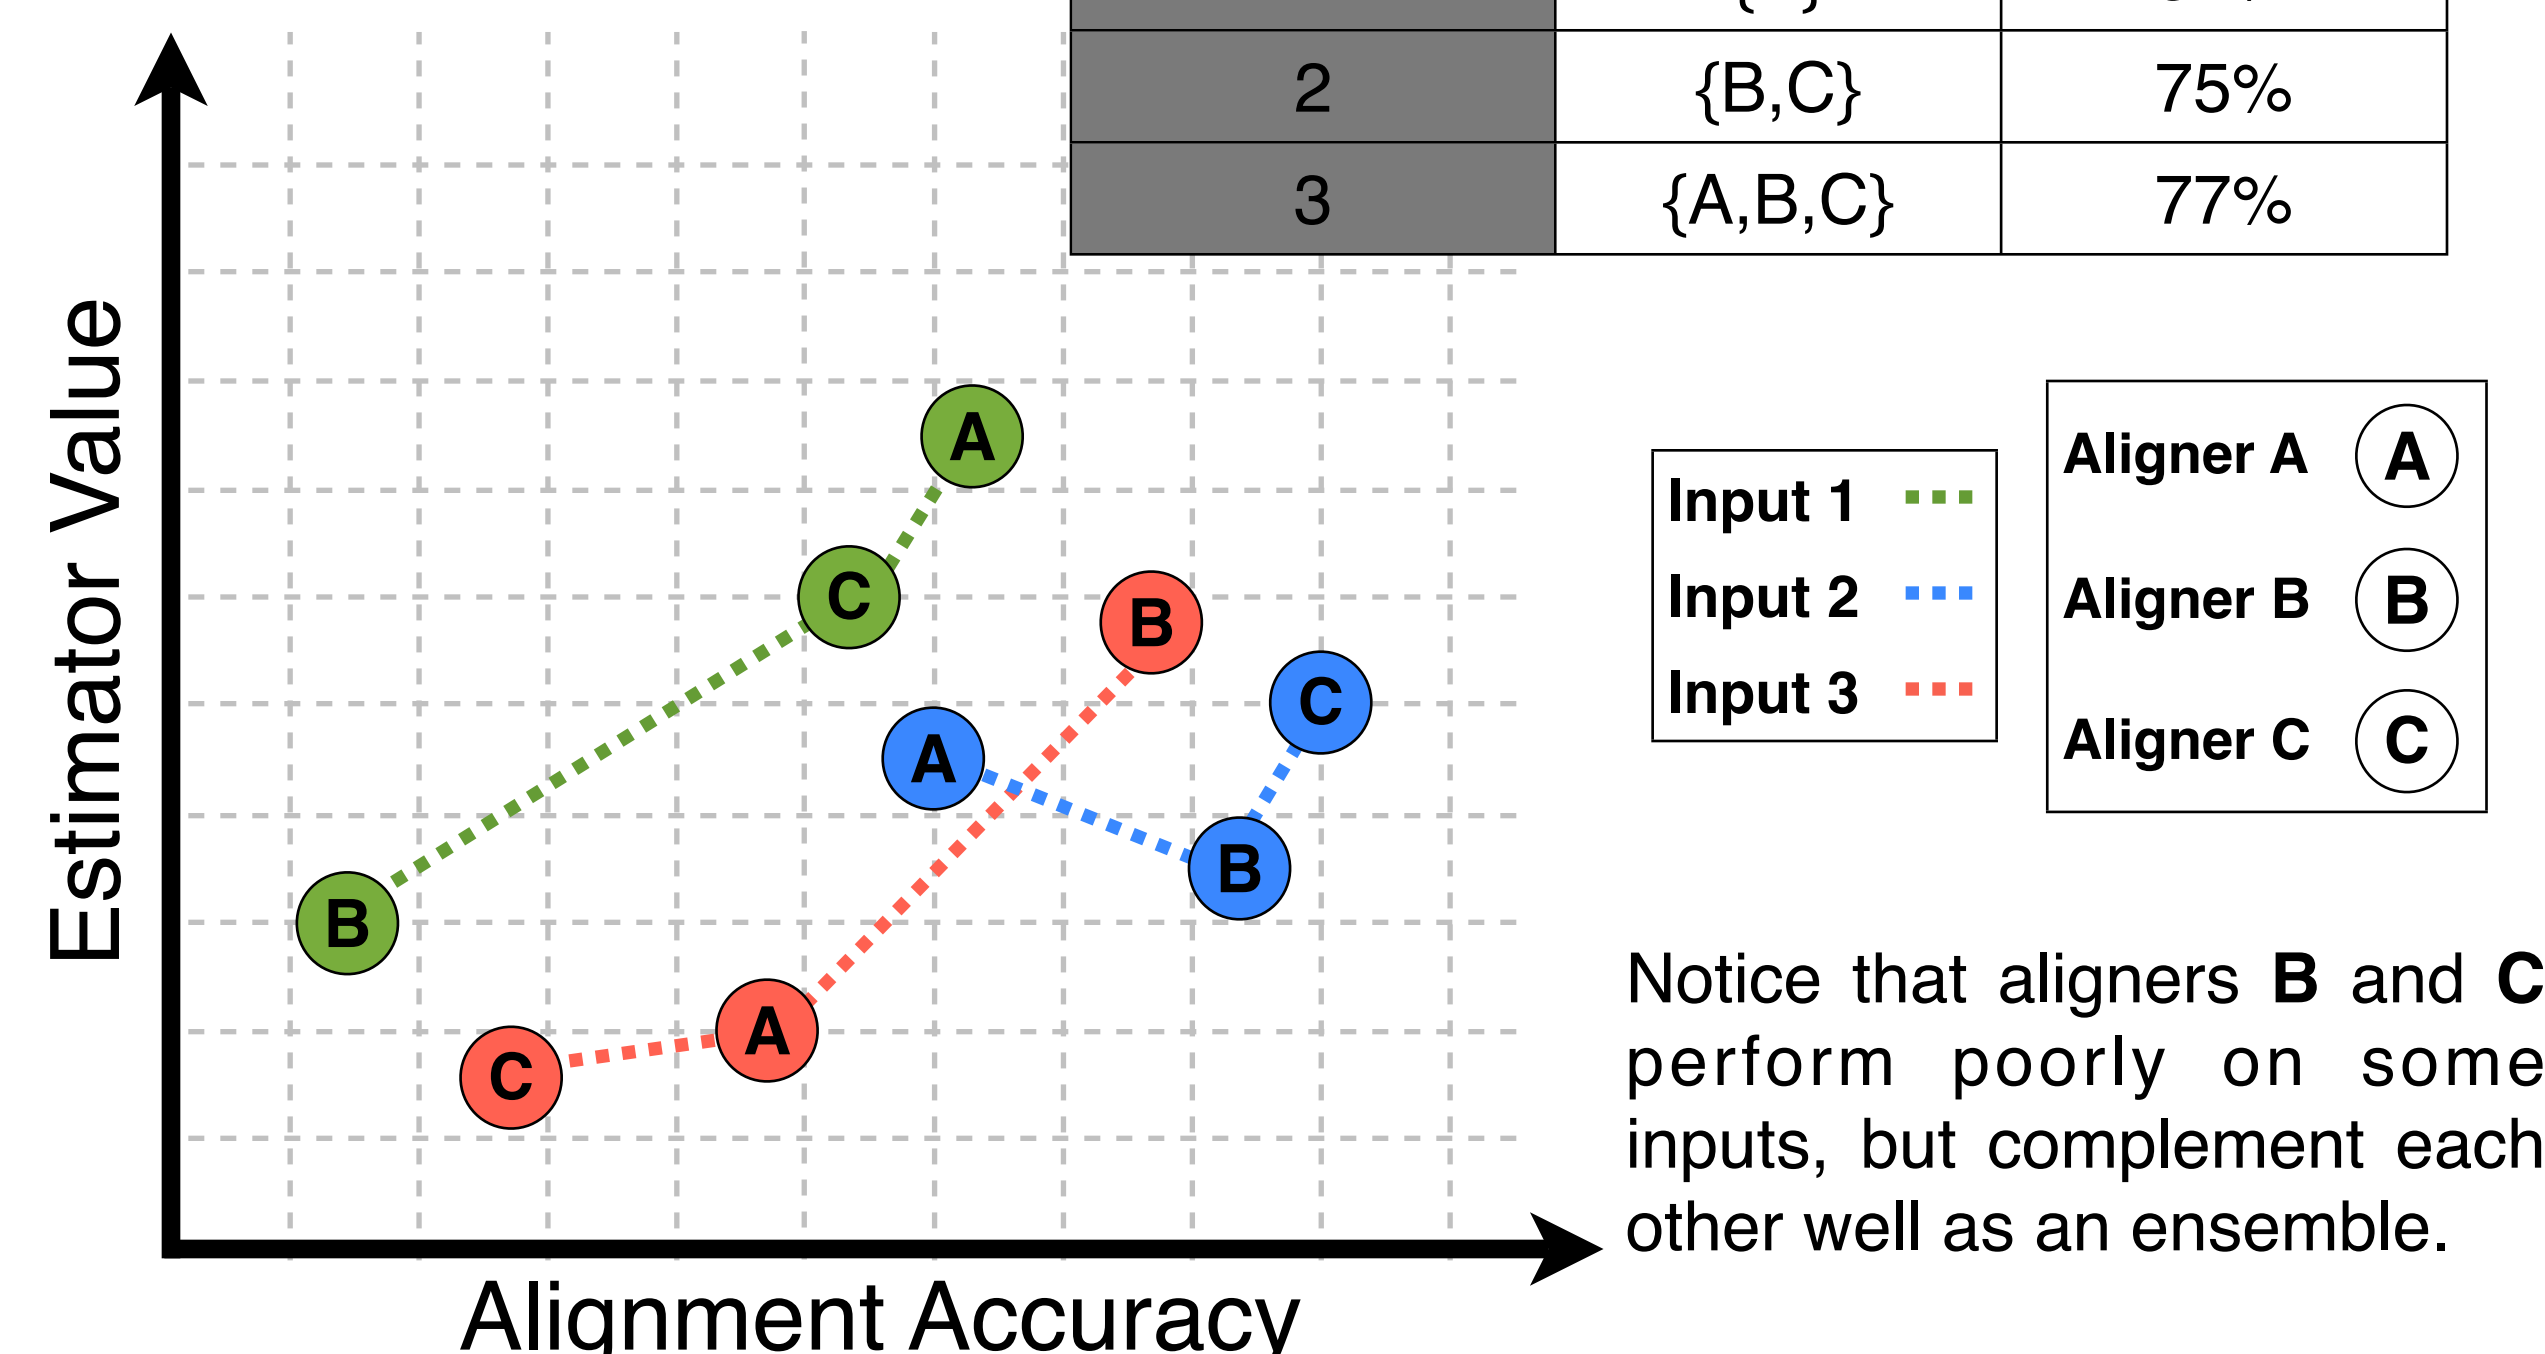 2 {B,C} 75%
3 {A,B,C} 77%
Estimator Value
A
C
B
B
C
A
B
A
C
Input 1
Input 2
Input 3
Aligner A A
Aligner B B
Aligner C C
Notice that aligners B and C
perform poorly on some
inputs, but complement each
other well as an ensemble.
Alignment Accuracy